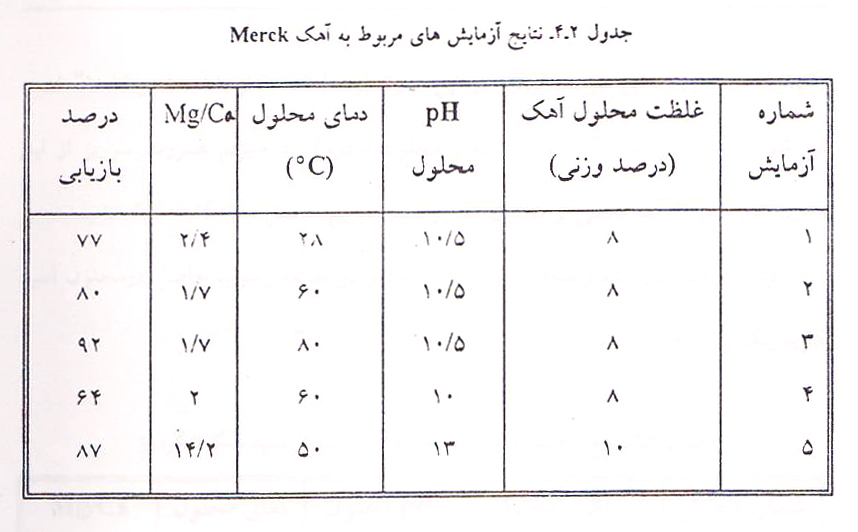 جدول ۲ـ۴ـ نتایج آزمایش های مربوط به آهک Merck
شماره آزمایش | غلظت محلول آهک (درصد وزنی) | pH محلول | دمای محلول (°C) | Mg/Ca | درصد بازیابی
۱ | ۸ | ۱۰/۵ | ۲۸ | ۲/۴ | ۷۷
۲ | ۸ | ۱۰/۵ | ۶۰ | ۱/۷ | ۸۰
۳ | ۸ | ۱۰/۵ | ۸۰ | ۱/۷ | ۹۲
۴ | ۸ | ۱۰ | ۶۰ | ۲ | ۶۴
۵ | ۱۰ | ۱۳ | ۵۰ | ۱۴/۲ | ۸۷